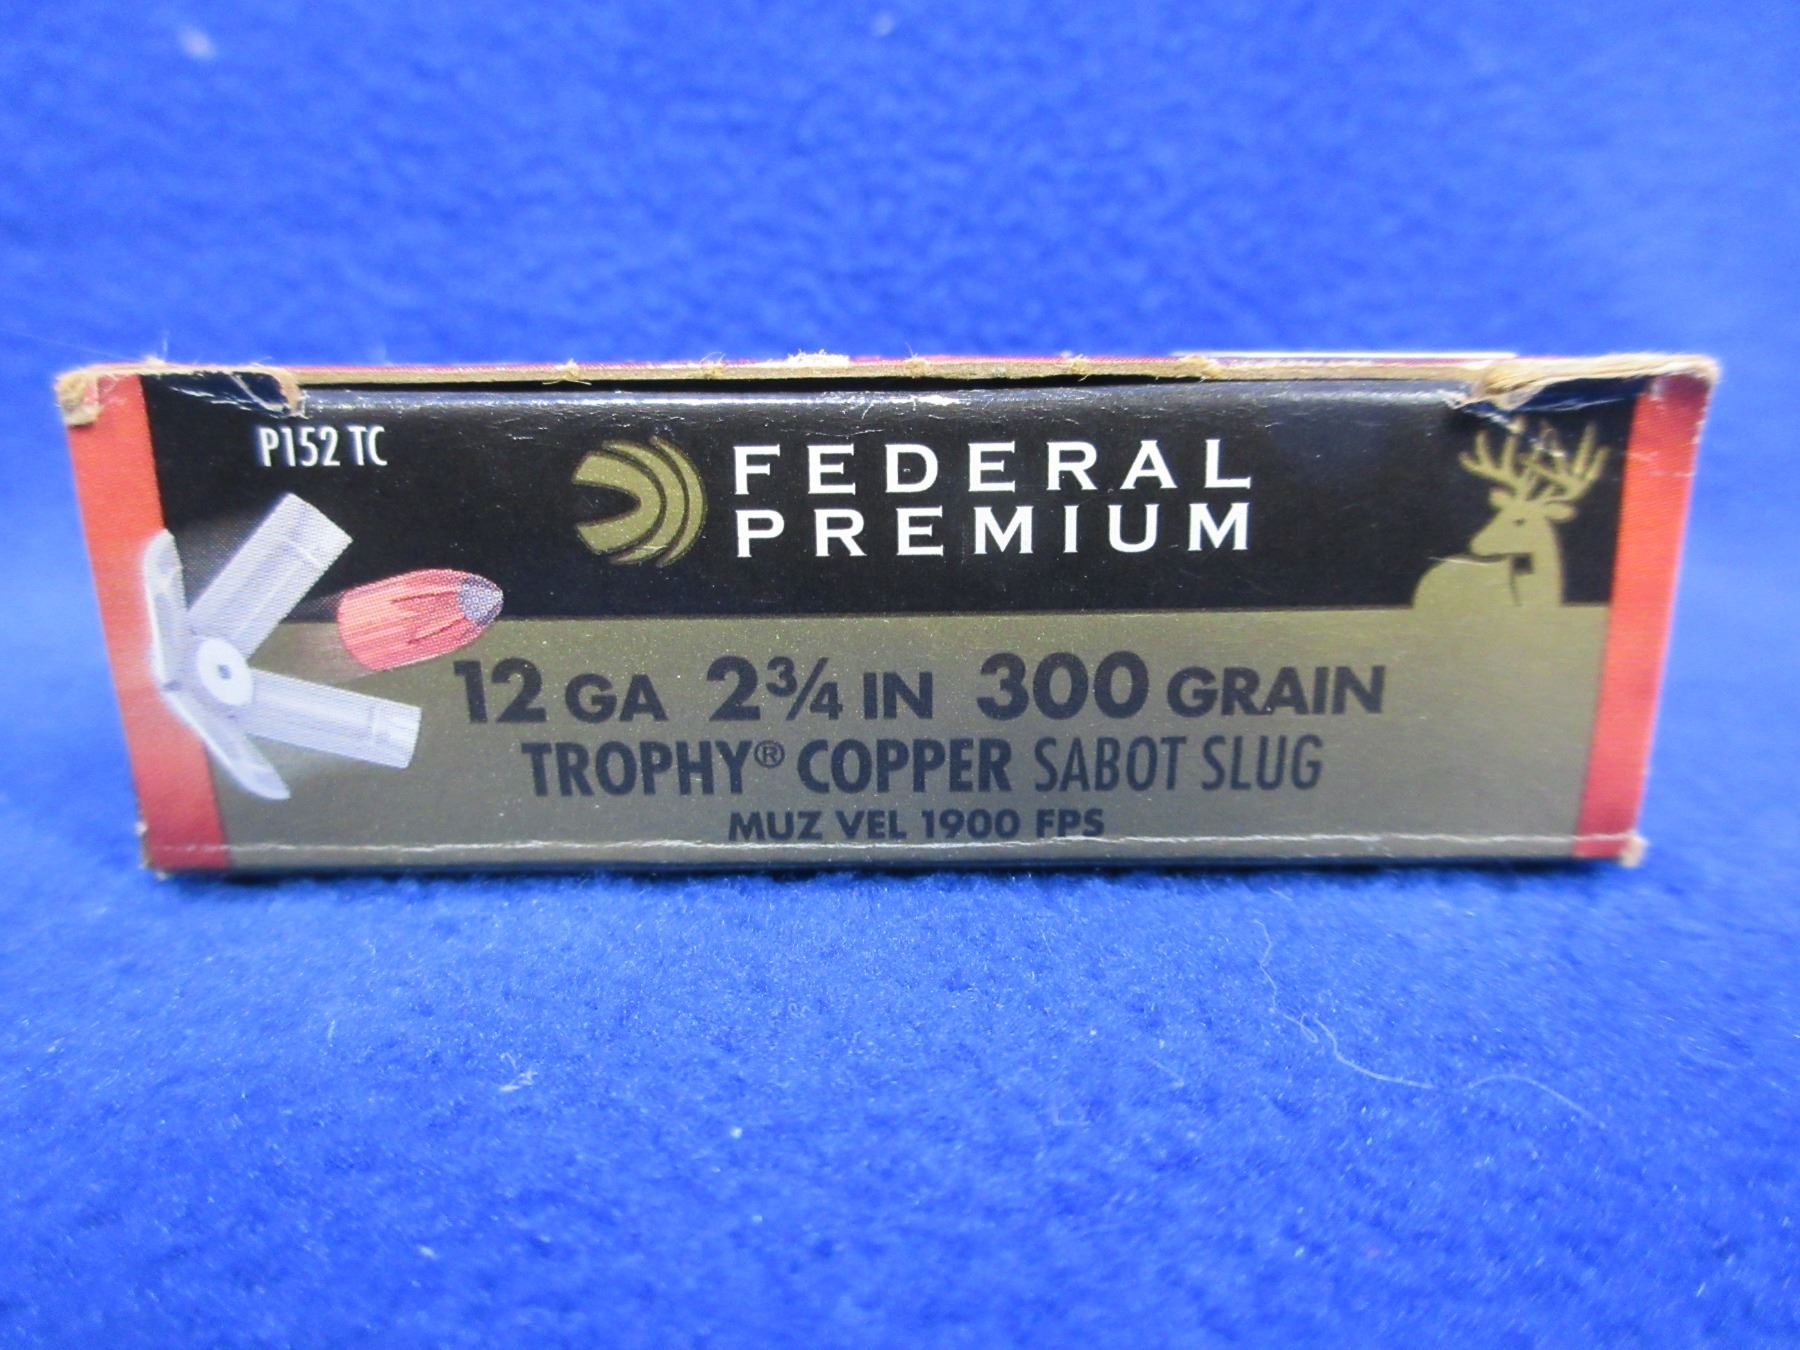 P152 TC
FEDERAL
PREMIUM
12 GA 2¾ IN 300 GRAIN
TROPHY® COPPER SABOT SLUG
MUZ VEL 1900 FPS